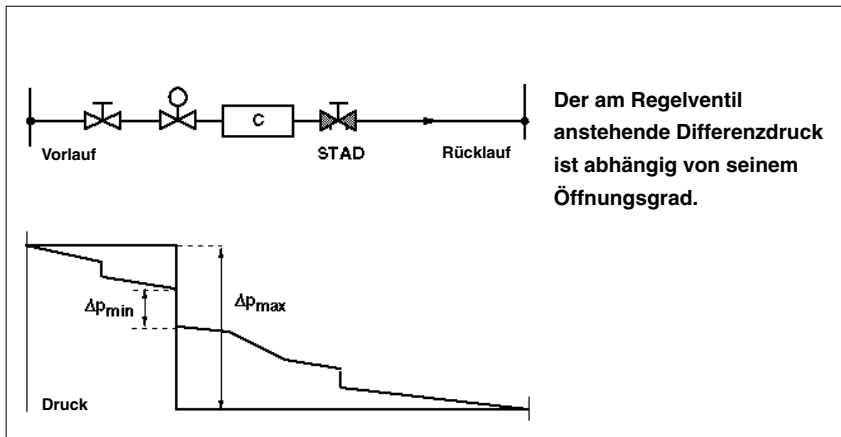 C
Vorlauf
STAD
Rücklauf
Der am Regelventil
anstehende Differenzdruck
ist abhängig von seinem
Öffnungsgrad.
Δpmin
Δpmax
Druck